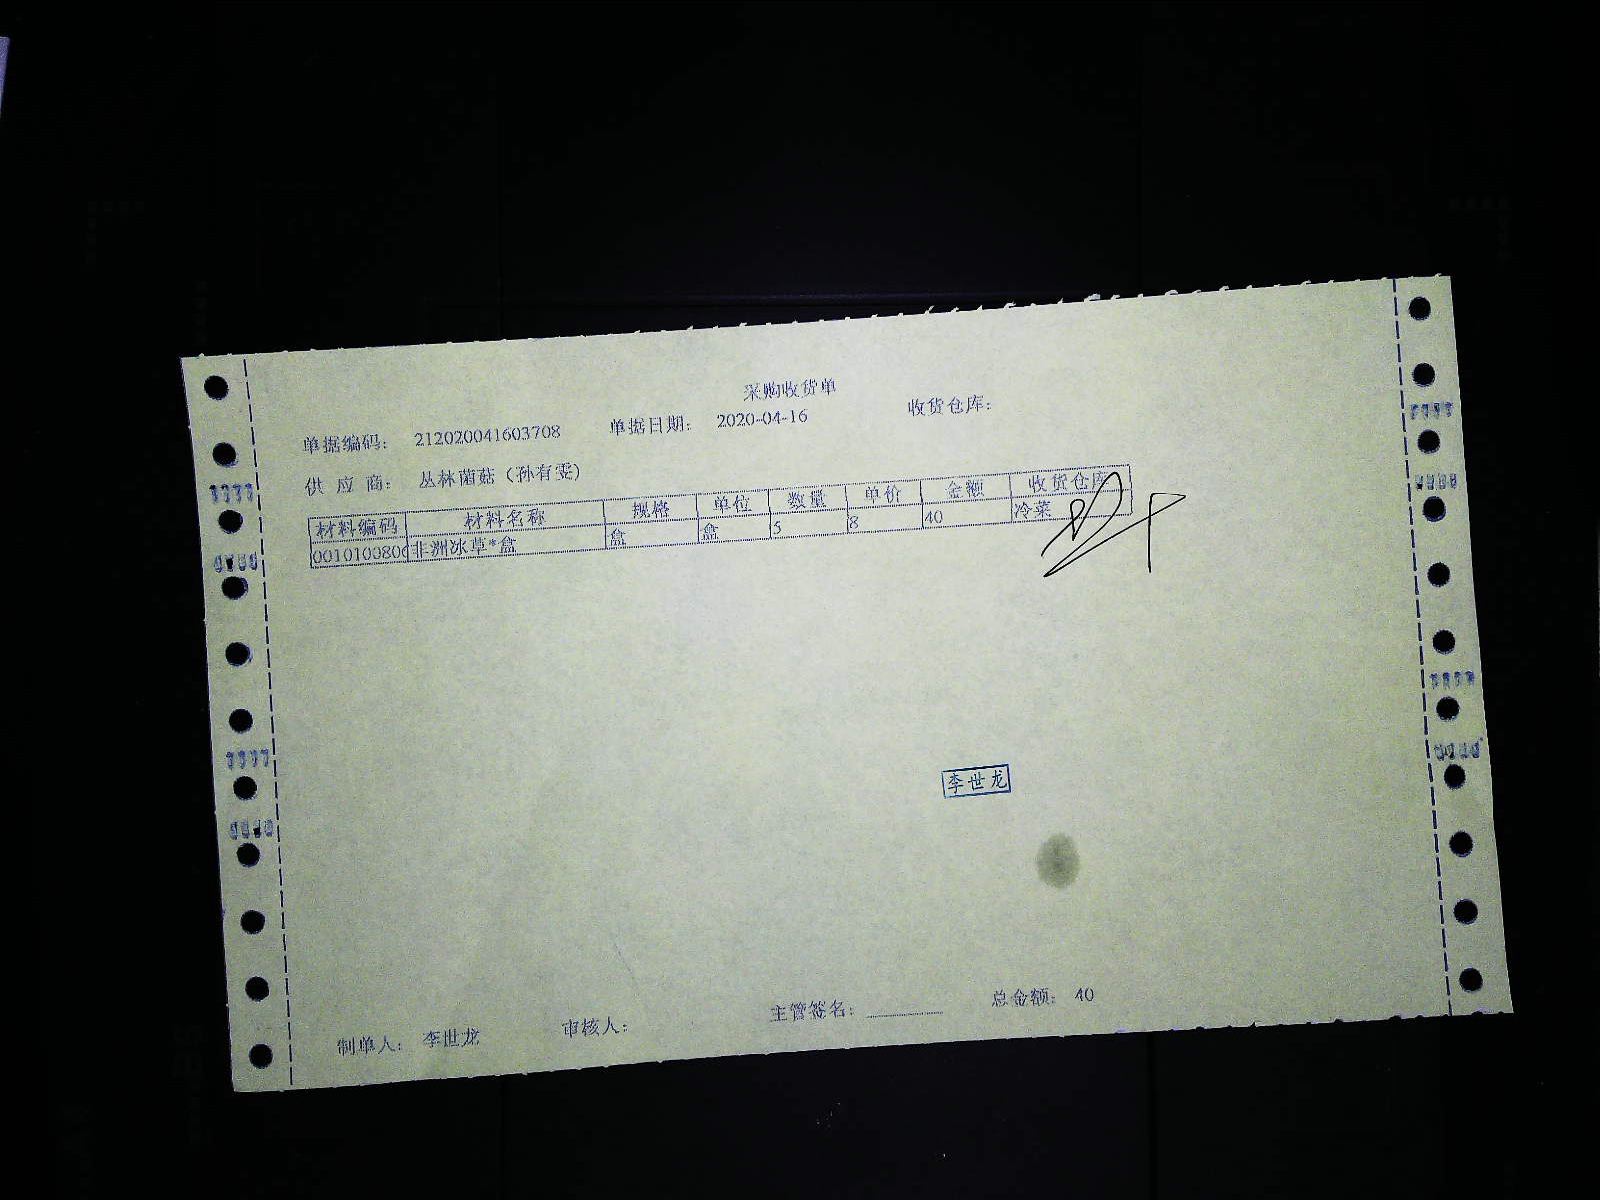 采购收货单
单据编码: 212020041603708 单据日期: 2020-04-16 收货仓库:
供 应 商: 丛林菌菇（孙有雯）
材料编码 材料名称 规格 单位 数量 单价 金额 收货仓库
0010100806 非洲冰草*盒 盒 盒 5 8 40 冷菜
李世龙
制单人: 李世龙 审核人: 主管签名: 总金额: 40